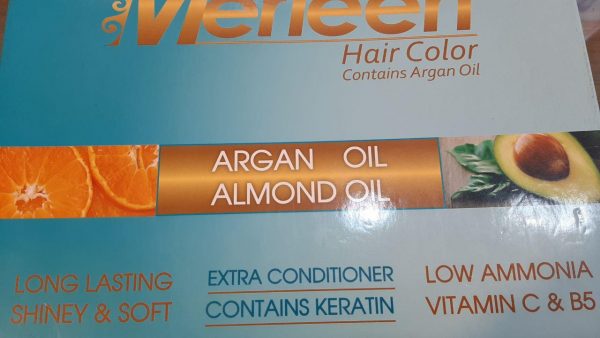 Merleen
Hair Color
Contains Argan Oil
ARGAN OIL
ALMOND OIL
LONG LASTING
SHINEY & SOFT
EXTRA CONDITIONER
CONTAINS KERATIN
LOW AMMONIA
VITAMIN C & B5